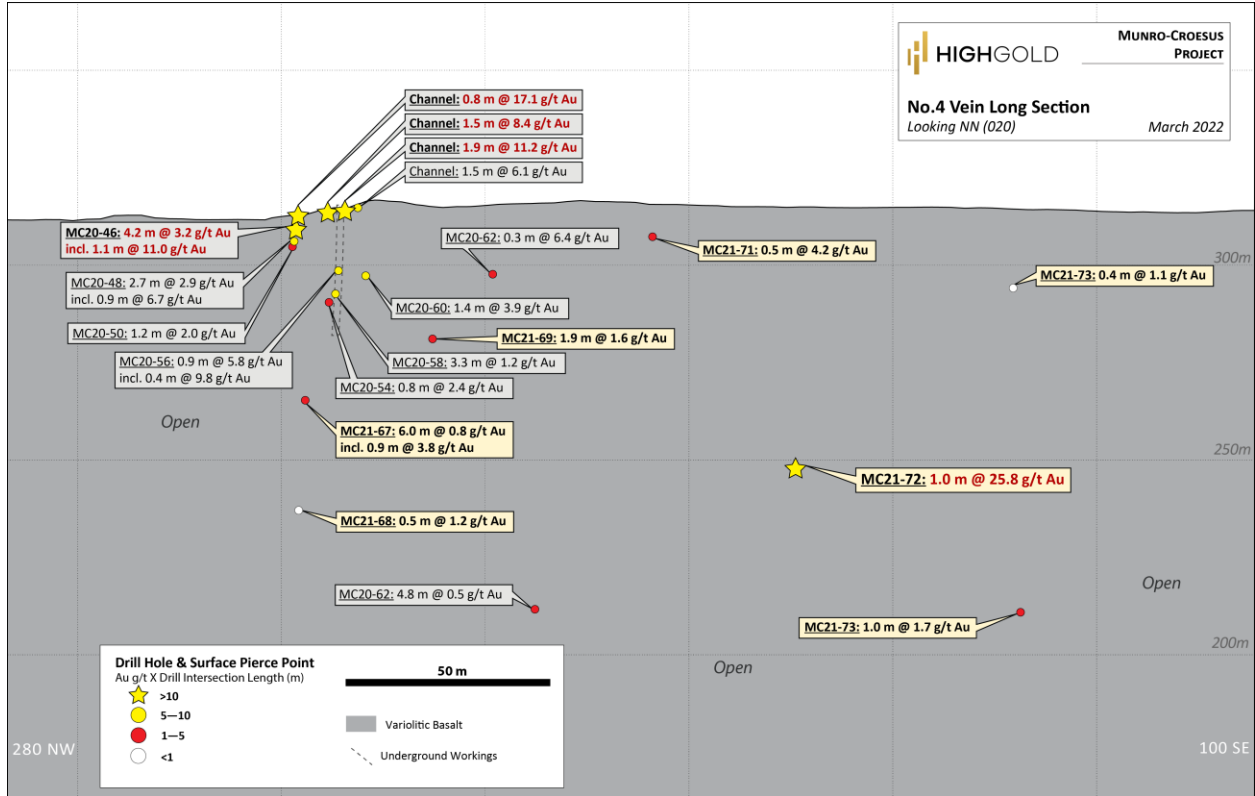 HIGHGOLD
MUNRO-CROESUS
PROJECT
No.4 Vein Long Section
Looking NN (020)
March 2022
Channel: 0.8 m @ 17.1 g/t Au
Channel: 1.5 m @ 8.4 g/t Au
Channel: 1.9 m @ 11.2 g/t Au
Channel: 1.5 m @ 6.1 g/t Au
MC20-46: 4.2 m @ 3.2 g/t Au
incl. 1.1 m @ 11.0 g/t Au
MC20-62: 0.3 m @ 6.4 g/t Au
MC21-71: 0.5 m @ 4.2 g/t Au
300m
MC21-73: 0.4 m @ 1.1 g/t Au
MC20-48: 2.7 m @ 2.9 g/t Au
incl. 0.9 m @ 6.7 g/t Au
MC20-60: 1.4 m @ 3.9 g/t Au
MC20-50: 1.2 m @ 2.0 g/t Au
MC21-69: 1.9 m @ 1.6 g/t Au
MC20-56: 0.9 m @ 5.8 g/t Au
incl. 0.4 m @ 9.8 g/t Au
MC20-58: 3.3 m @ 1.2 g/t Au
MC20-54: 0.8 m @ 2.4 g/t Au
Open
MC21-67: 6.0 m @ 0.8 g/t Au
incl. 0.9 m @ 3.8 g/t Au
250m
MC21-72: 1.0 m @ 25.8 g/t Au
MC21-68: 0.5 m @ 1.2 g/t Au
MC20-62: 4.8 m @ 0.5 g/t Au
Open
MC21-73: 1.0 m @ 1.7 g/t Au
200m
Open
Drill Hole & Surface Pierce Point
Au g/t X Drill Intersection Length (m)
>10
5—10
1—5
<1
50 m
Variolitic Basalt
Underground Workings
280 NW
100 SE